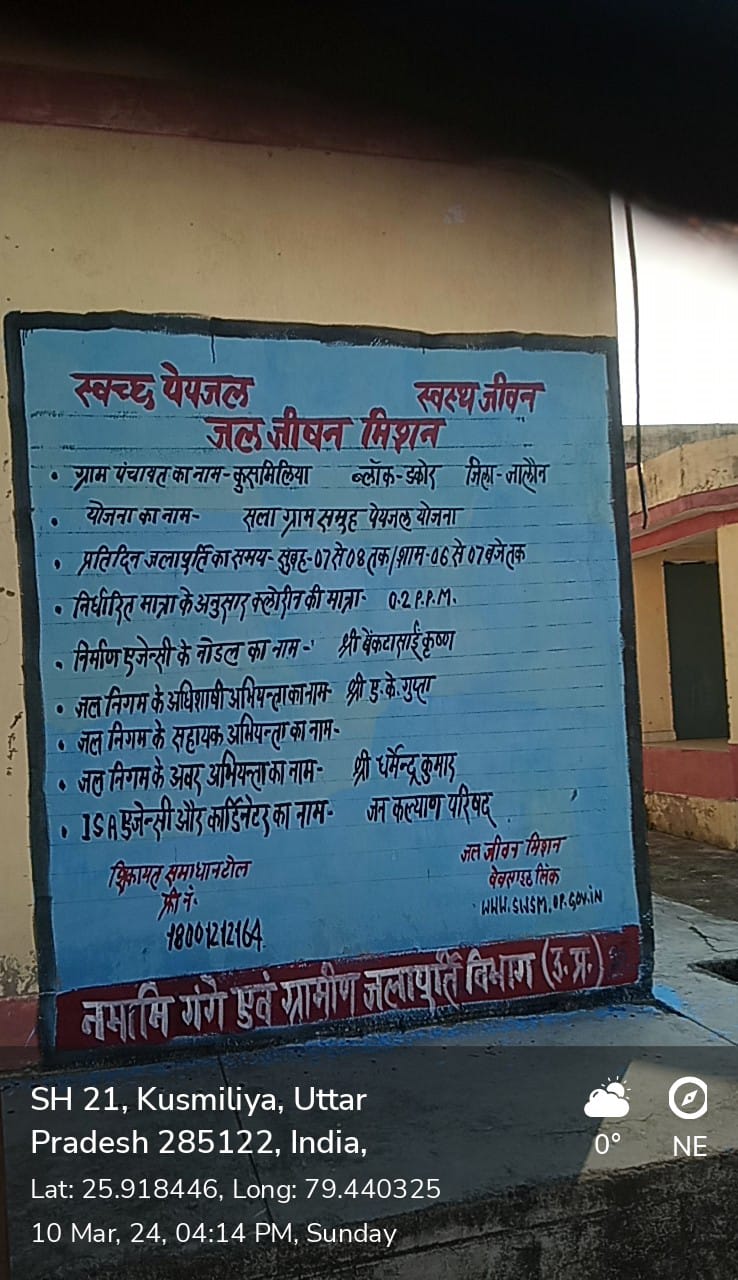 स्वच्छ पेयजल स्वस्थ जीवन
जल जीवन मिशन
• ग्राम पंचायत का नाम - कुसमिलिया ब्लॉक - डकोर जिला - जालौन
• योजना का नाम - सला ग्राम समूह पेयजल योजना
• प्रतिदिन जलापूर्ति का समय - सुबह - 07 से 08 तक / शाम - 06 से 07 बजे तक
• निर्धारित मात्रा के अनुसार क्लोरीन की मात्रा - 0.2 P.P.M.
• निर्माण एजेन्सी के नोडल का नाम - श्री बेंकटासाई कृष्ण
• जल निगम के अधिशाषी अभियन्ता का नाम - श्री ए. के. गुप्ता
• जल निगम के सहायक अभियन्ता का नाम -
• जल निगम के अवर अभियन्ता का नाम - श्री धर्मेन्द्र कुमार
• ISA एजेन्सी और कार्डिनेटर का नाम - जन कल्याण परिषद्
शिकायत समाधान टोल
फ्री नं.
18001212164
जल जीवन मिशन
वेबसाइट लिंक
WWW.SWSM.UP.GOV.iN
नमामि गंगे एवं ग्रामीण जलापूर्ति विभाग (उ.प्र.)
SH 21, Kusmiliya, Uttar
Pradesh 285122, India,
Lat: 25.918446, Long: 79.440325
10 Mar, 24, 04:14 PM, Sunday
0°
NE